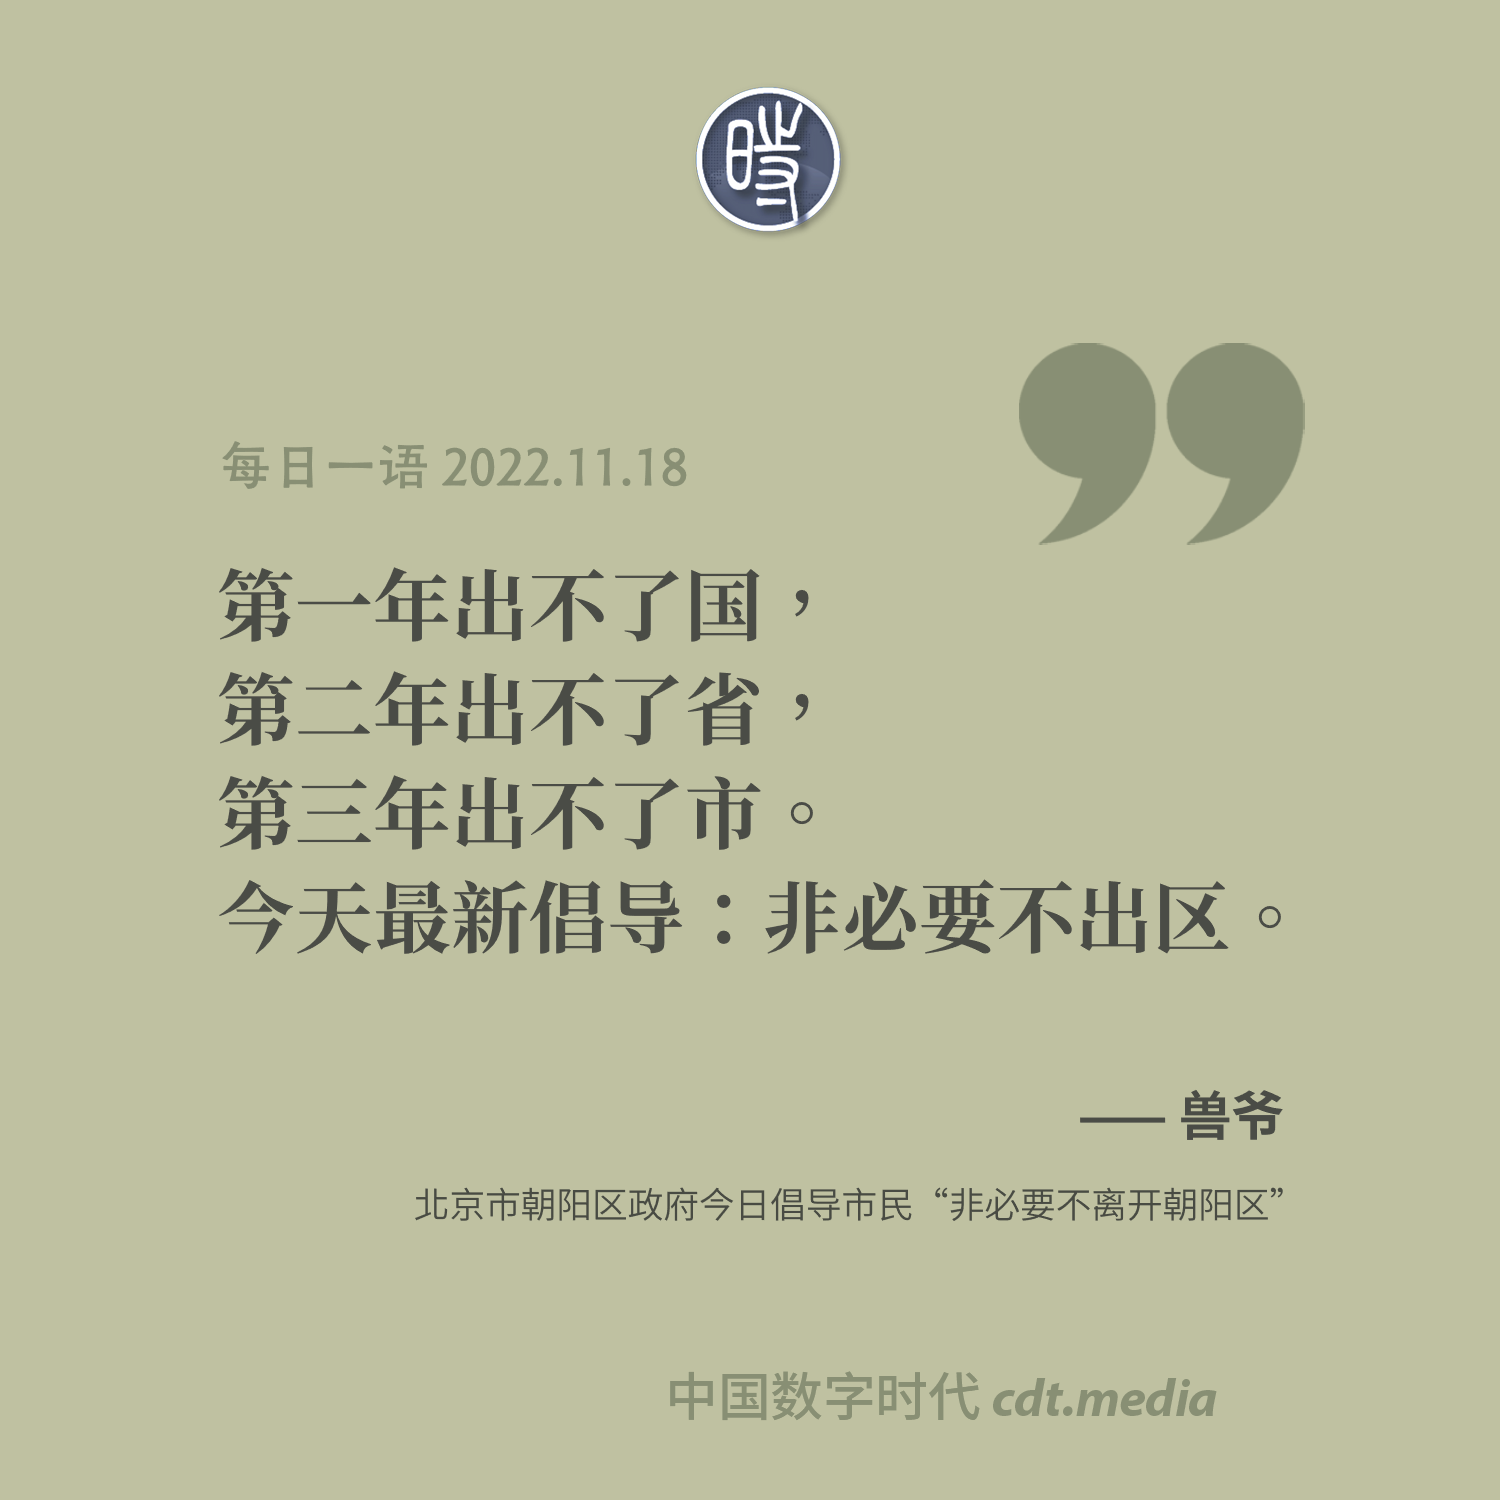 时
每日一语 2022.11.18
第一年出不了国，
第二年出不了省，
第三年出不了市。
今天最新倡导：非必要不出区。
—— 兽爷
北京市朝阳区政府今日倡导市民“非必要不离开朝阳区”
中国数字时代 cdt.media